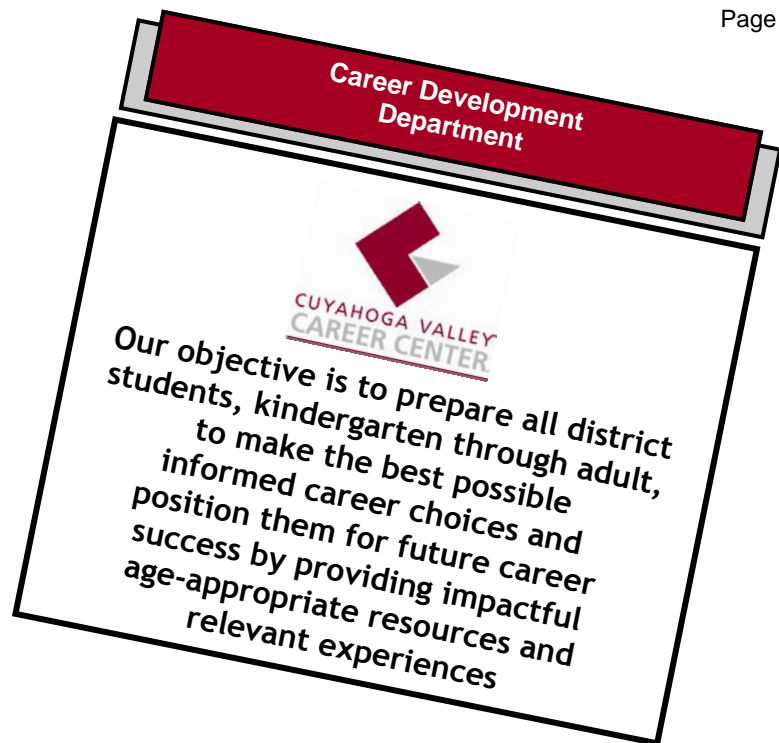 Page
Career Development
Department
CUYAHOGA VALLEY
CAREER CENTER
Our objective is to prepare all district
students, kindergarten through adult,
to make the best possible
informed career choices and
position them for future career
success by providing impactful
age-appropriate resources and
relevant experiences